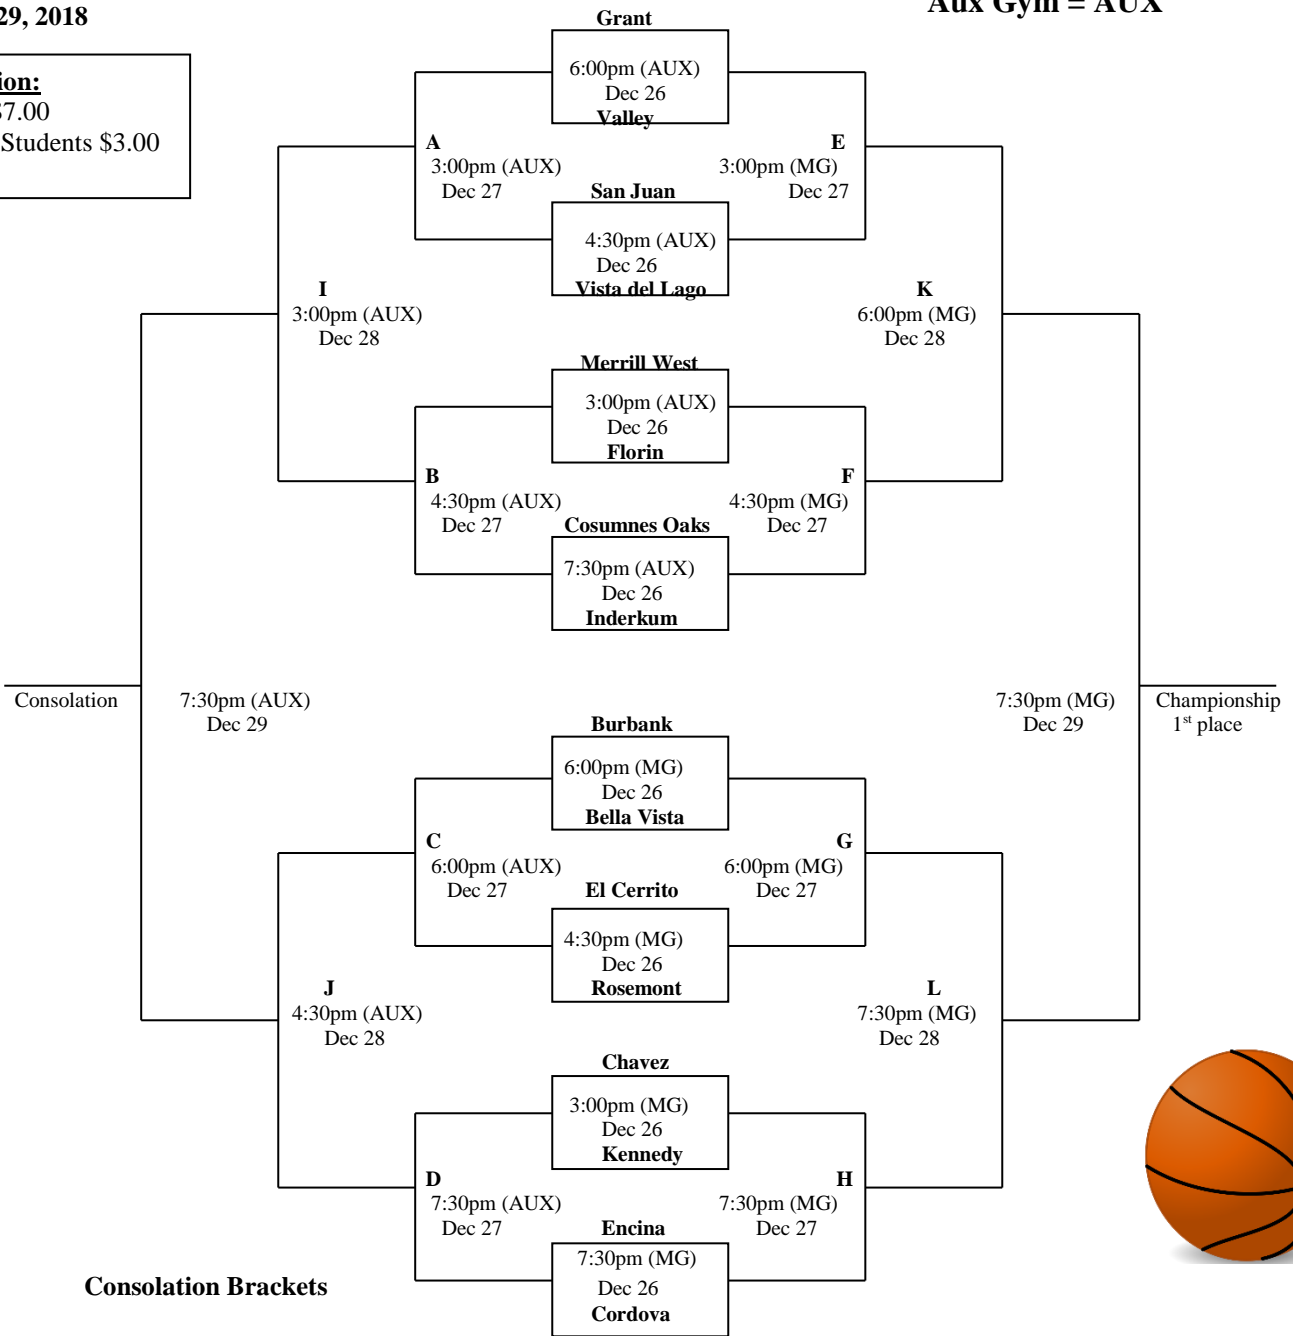 29, 2018
Aux Gym = AUX
ion:
$7.00
Students $3.00
Grant
6:00pm (AUX)
Dec 26
Valley
A
3:00pm (AUX)
Dec 27
E
3:00pm (MG)
Dec 27
San Juan
4:30pm (AUX)
Dec 26
Vista del Lago
I
3:00pm (AUX)
Dec 28
K
6:00pm (MG)
Dec 28
Merrill West
3:00pm (AUX)
Dec 26
Florin
B
4:30pm (AUX)
Dec 27
F
4:30pm (MG)
Dec 27
Cosumnes Oaks
7:30pm (AUX)
Dec 26
Inderkum
Consolation
7:30pm (AUX)
Dec 29
7:30pm (MG)
Dec 29
Championship
1st place
Burbank
6:00pm (MG)
Dec 26
Bella Vista
C
6:00pm (AUX)
Dec 27
G
6:00pm (MG)
Dec 27
El Cerrito
4:30pm (MG)
Dec 26
Rosemont
J
4:30pm (AUX)
Dec 28
L
7:30pm (MG)
Dec 28
Chavez
3:00pm (MG)
Dec 26
Kennedy
D
7:30pm (AUX)
Dec 27
H
7:30pm (MG)
Dec 27
Encina
7:30pm (MG)
Dec 26
Cordova
Consolation Brackets